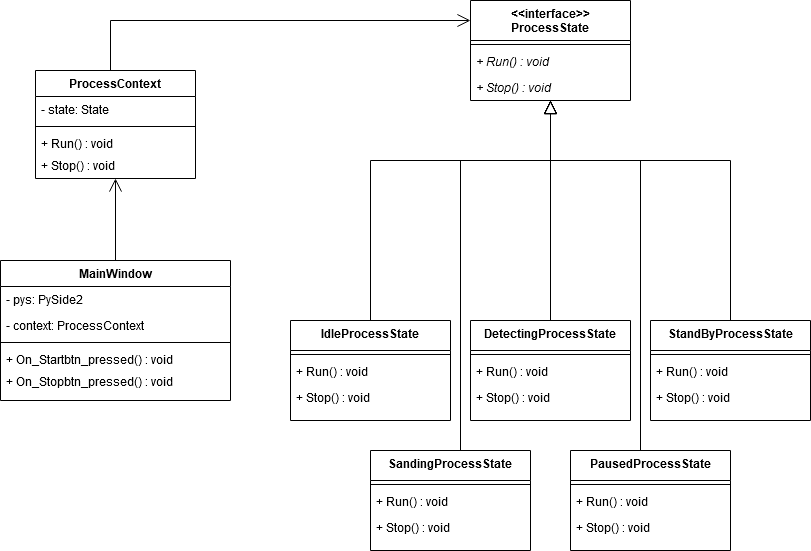 <<interface>>
ProcessState
+ Run() : void
+ Stop() : void
ProcessContext
- state: State
+ Run() : void
+ Stop() : void
MainWindow
- pys: PySide2
- context: ProcessContext
+ On_Startbtn_pressed() : void
+ On_Stopbtn_pressed() : void
IdleProcessState
+ Run() : void
+ Stop() : void
DetectingProcessState
+ Run() : void
+ Stop() : void
StandByProcessState
+ Run() : void
+ Stop() : void
SandingProcessState
+ Run() : void
+ Stop() : void
PausedProcessState
+ Run() : void
+ Stop() : void